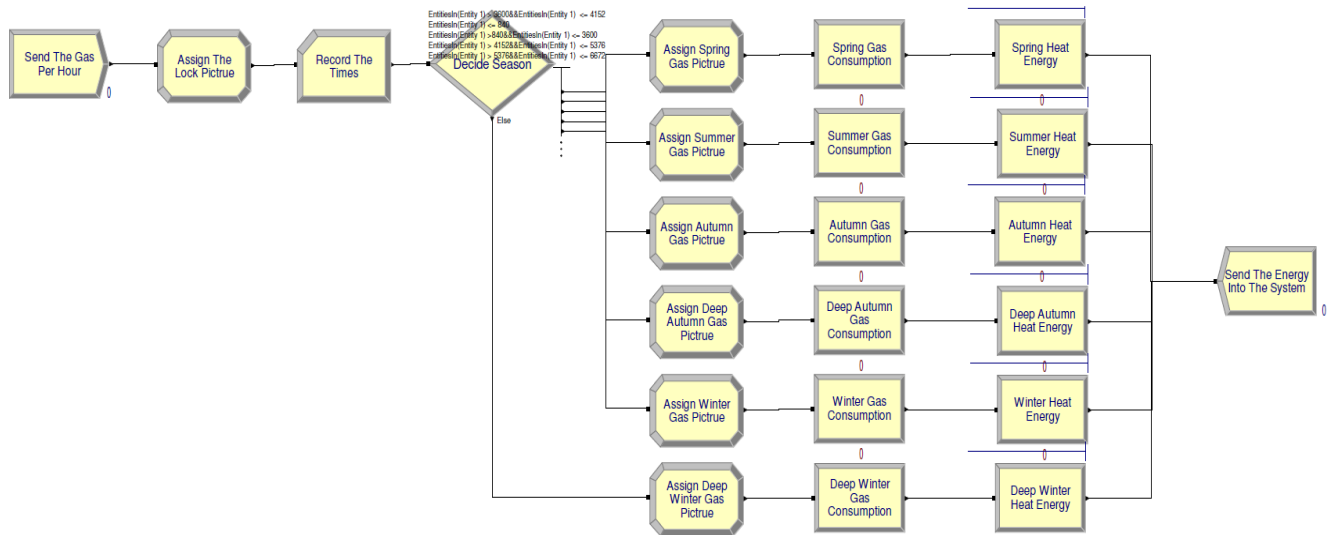 EntitiesIn(Entity 1) > 3600&&EntitiesIn(Entity 1) <= 4152
EntitiesIn(Entity 1) <= 840
EntitiesIn(Entity 1) >840&&EntitiesIn(Entity 1) <= 3600
EntitiesIn(Entity 1) > 4152&&EntitiesIn(Entity 1) <= 5376
EntitiesIn(Entity 1) > 5376&&EntitiesIn(Entity 1) <= 6672
Send The Gas
Per Hour
0
Assign The
Lock Pictrue
Record The
Times
Decide Season
Else
Assign Spring
Gas Pictrue
Spring Gas
Consumption
0
Spring Heat
Energy
0
Assign Summer
Gas Pictrue
Summer Gas
Consumption
0
Summer Heat
Energy
0
Assign Autumn
Gas Pictrue
Autumn Gas
Consumption
0
Autumn Heat
Energy
0
Assign Deep
Autumn Gas
Pictrue
Deep Autumn
Gas
Consumption
0
Deep Autumn
Heat Energy
0
Assign Winter
Gas Pictrue
Winter Gas
Consumption
0
Winter Heat
Energy
0
Assign Deep
Winter Gas
Pictrue
Deep Winter
Gas
Consumption
Deep Winter
Heat Energy
Send The Energy
Into The System
0